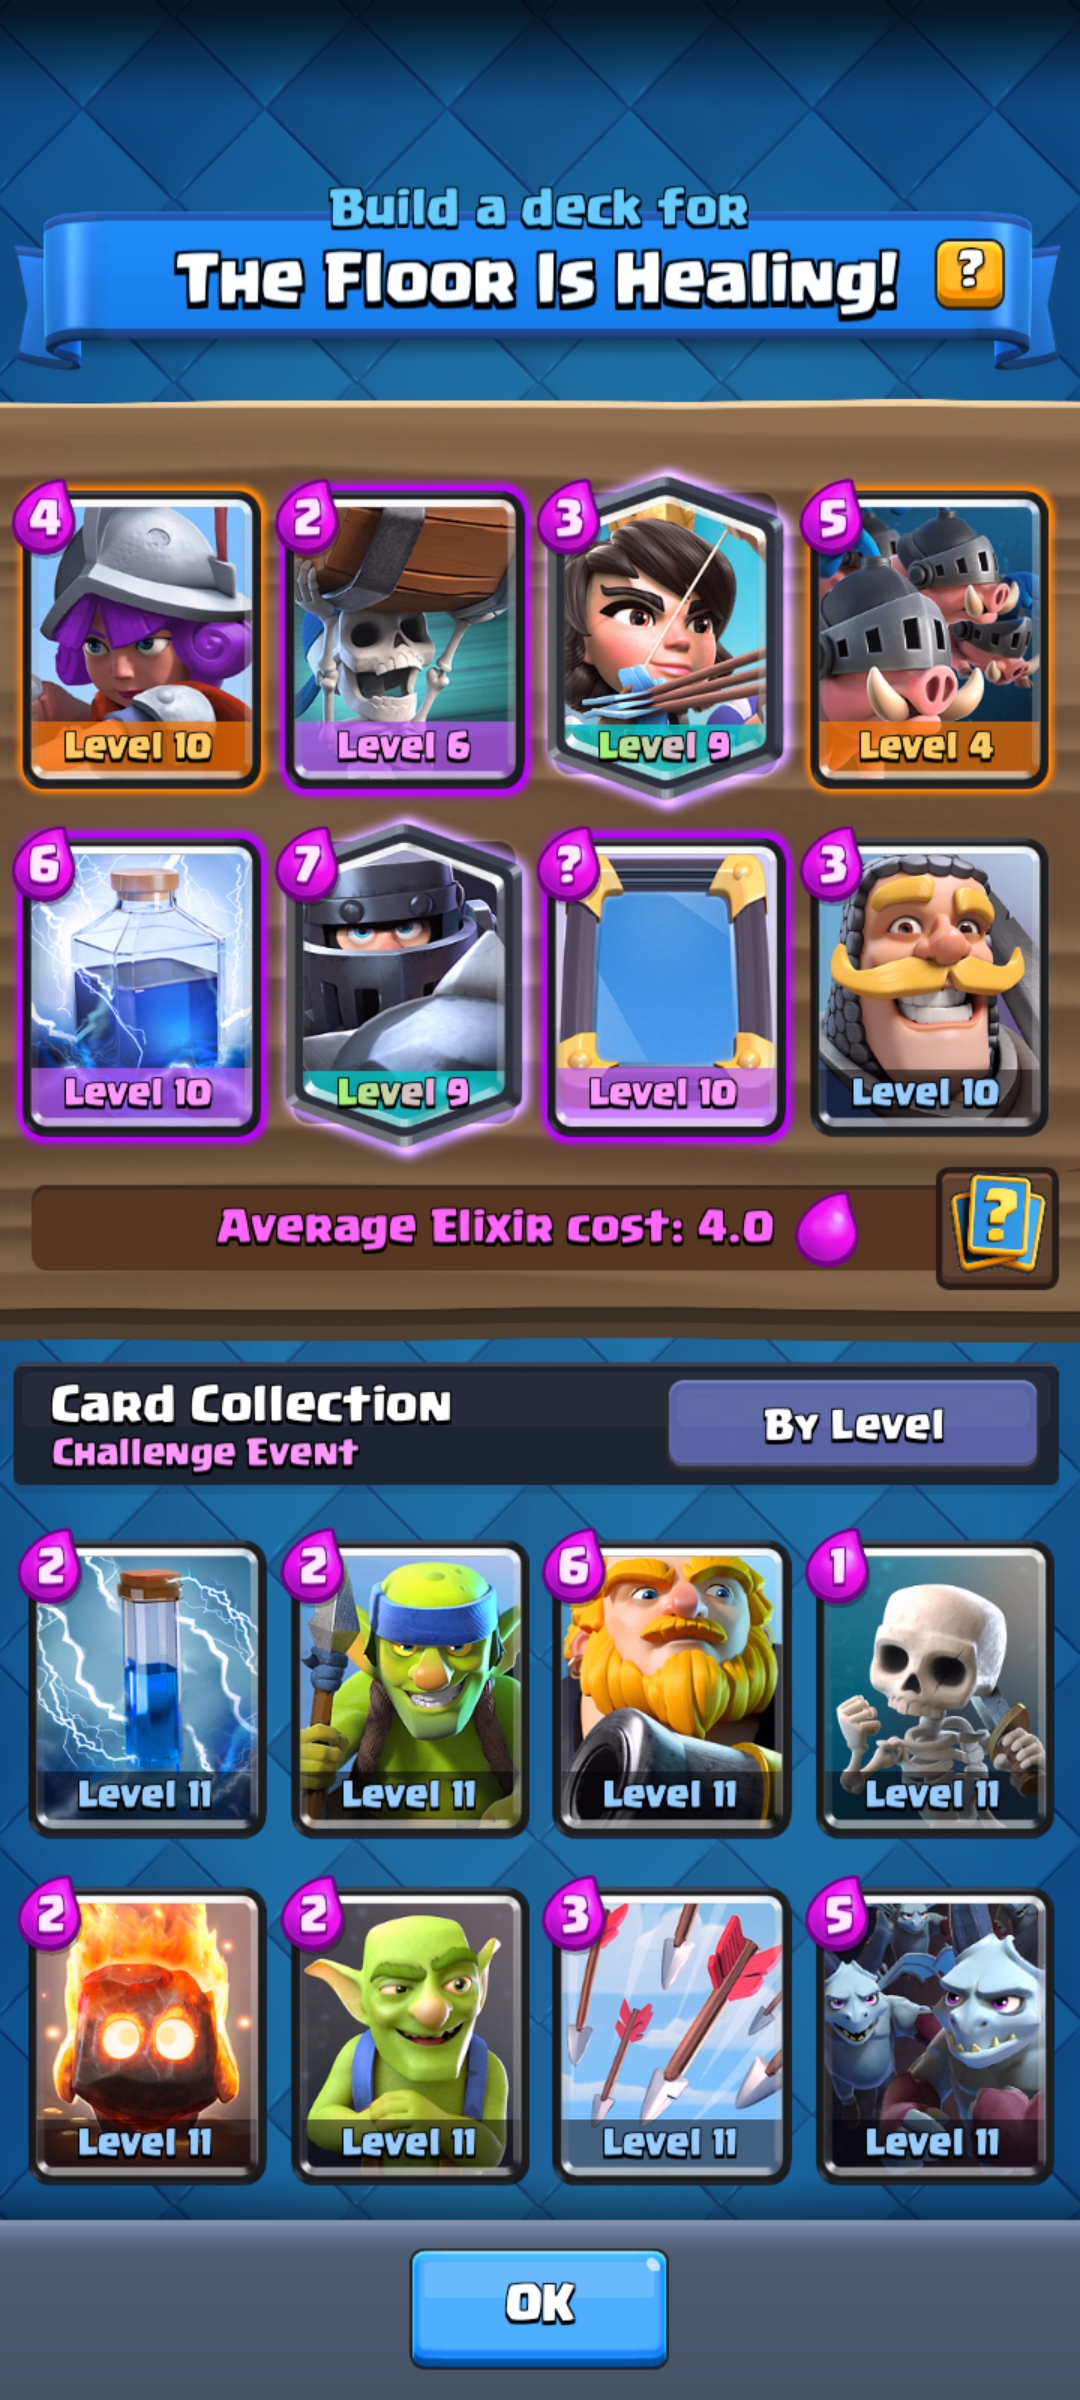 Build a deck for
The Floor Is Healing!
?
4
2
3
5
Level 10
Level 6
Level 9
Level 4
6
7
?
3
Level 10
Level 9
Level 10
Level 10
Average Elixir cost: 4.0
?
Card Collection
Challenge Event
By Level
2
2
6
1
Level 11
Level 11
Level 11
Level 11
2
2
3
5
Level 11
Level 11
Level 11
Level 11
OK